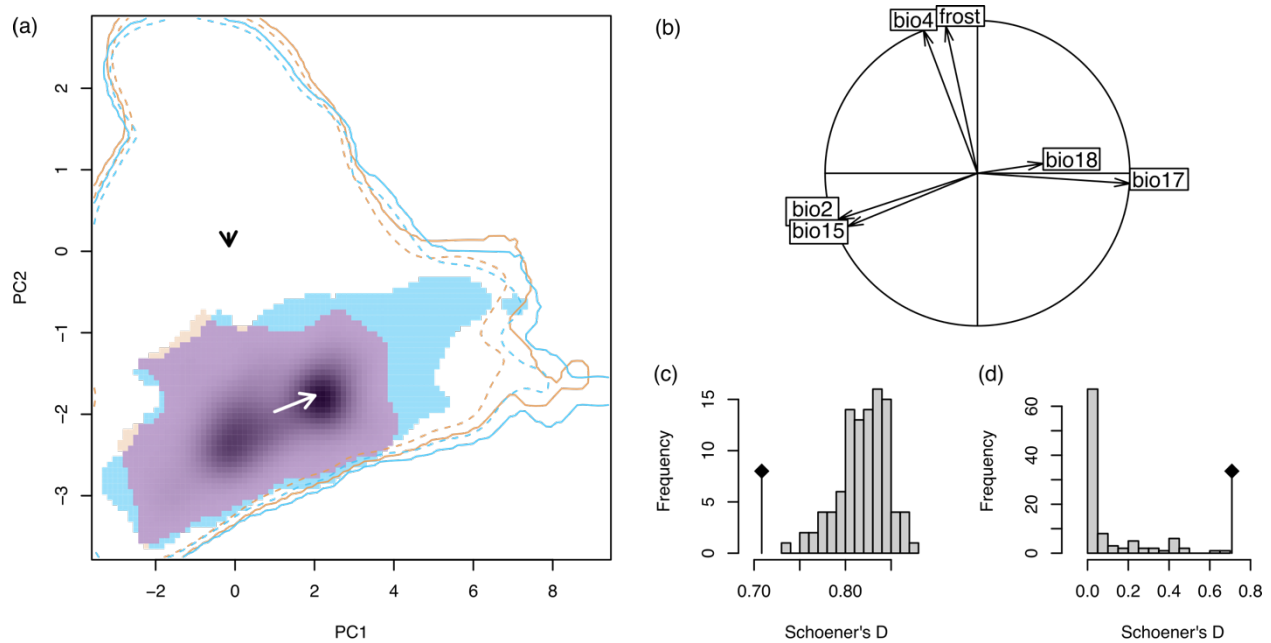 (a)
2
1
0
−1
−2
−3
PC2
−2
0
2
4
6
8
PC1
(b)
bio4
frost
bio18
bio17
bio2
bio15
(c)
15
10
5
0
Frequency
0.70
0.80
Schoener's D
(d)
60
40
20
0
Frequency
0.0
0.2
0.4
0.6
0.8
Schoener's D